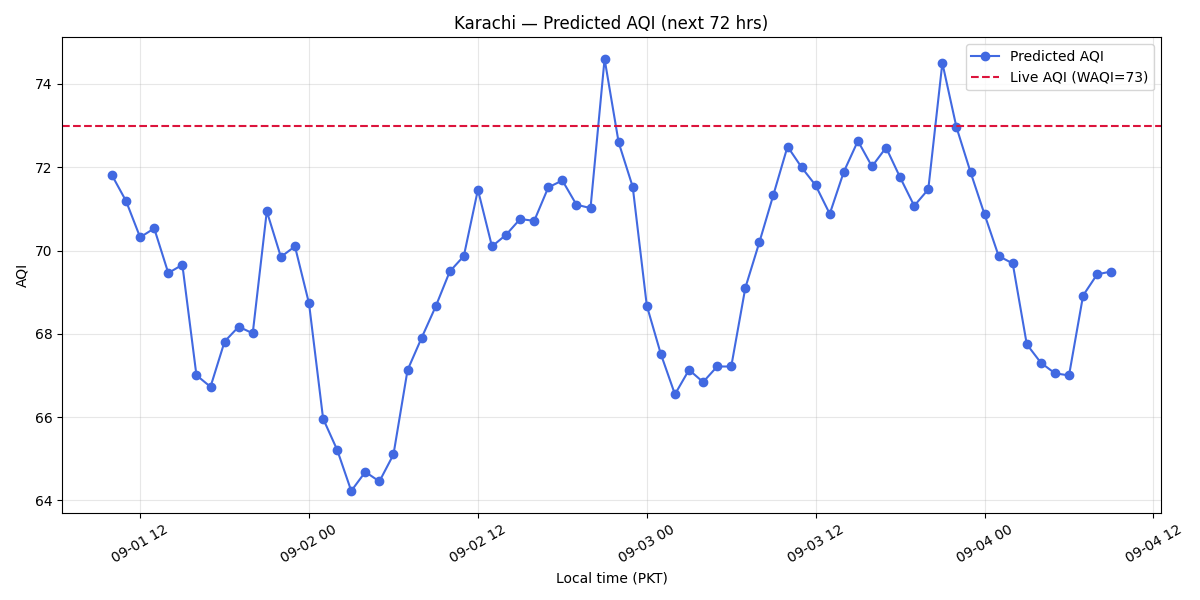 Karachi — Predicted AQI (next 72 hrs)
Predicted AQI
Live AQI (WAQI=73)
74
72
70
68
66
64
AQI
09-01 12
09-02 00
09-02 12
09-03 00
09-03 12
09-04 00
09-04 12
Local time (PKT)